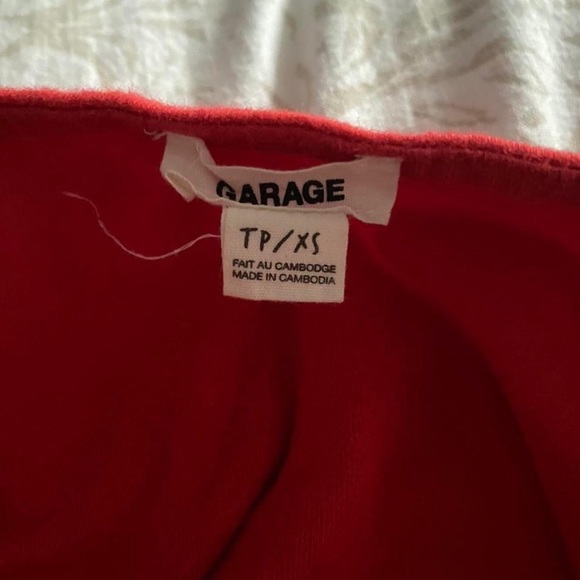 GARAGE
TP/XS
FAIT AU CAMBODGE
MADE IN CAMBODIA